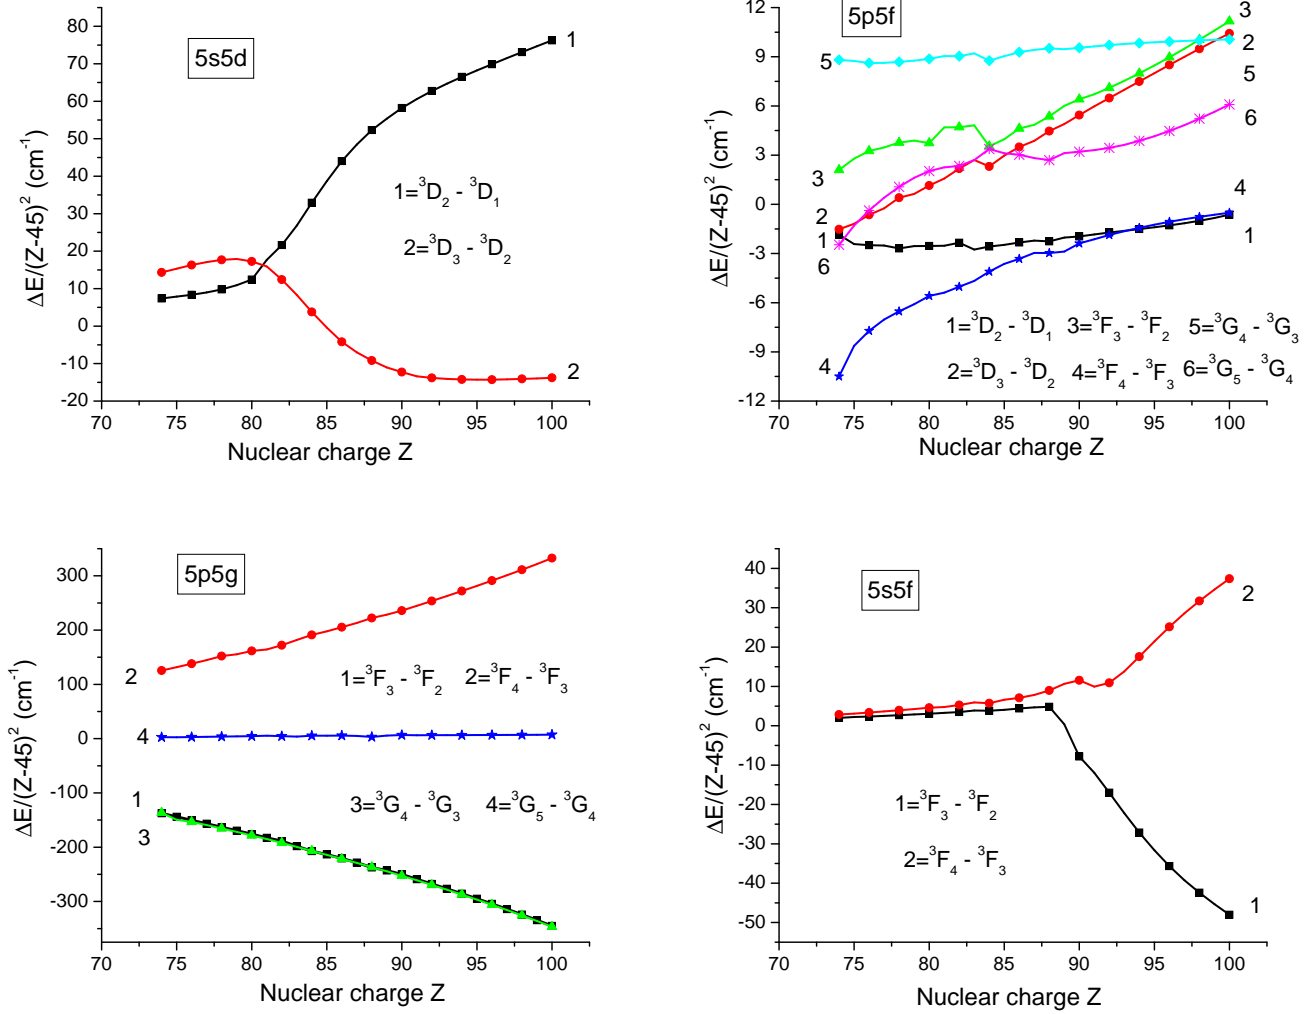 5s5d
80
70
60
50
40
30
20
10
0
-10
-20
ΔE/(Z-45)² (cm⁻¹)
1
1=³D₂ - ³D₁
2=³D₃ - ³D₂
2
70 75 80 85 90 95 100
Nuclear charge Z
5p5f
12
9
6
3
0
-3
-6
-9
-12
ΔE/(Z-45)² (cm⁻¹)
5
3
2
1
6
4
3
2
5
6
4
1
1=³D₂ - ³D₁ 3=³F₃ - ³F₂ 5=³G₄ - ³G₃
2=³D₃ - ³D₂ 4=³F₄ - ³F₃ 6=³G₅ - ³G₄
70 75 80 85 90 95 100
Nuclear charge Z
5p5g
300
200
100
0
-100
-200
-300
ΔE/(Z-45)² (cm⁻¹)
2
4
1
3
1=³F₃ - ³F₂ 2=³F₄ - ³F₃
3=³G₄ - ³G₃ 4=³G₅ - ³G₄
70 75 80 85 90 95 100
Nuclear charge Z
5s5f
40
30
20
10
0
-10
-20
-30
-40
-50
ΔE/(Z-45)² (cm⁻¹)
2
1=³F₃ - ³F₂
2=³F₄ - ³F₃
1
70 75 80 85 90 95 100
Nuclear charge Z